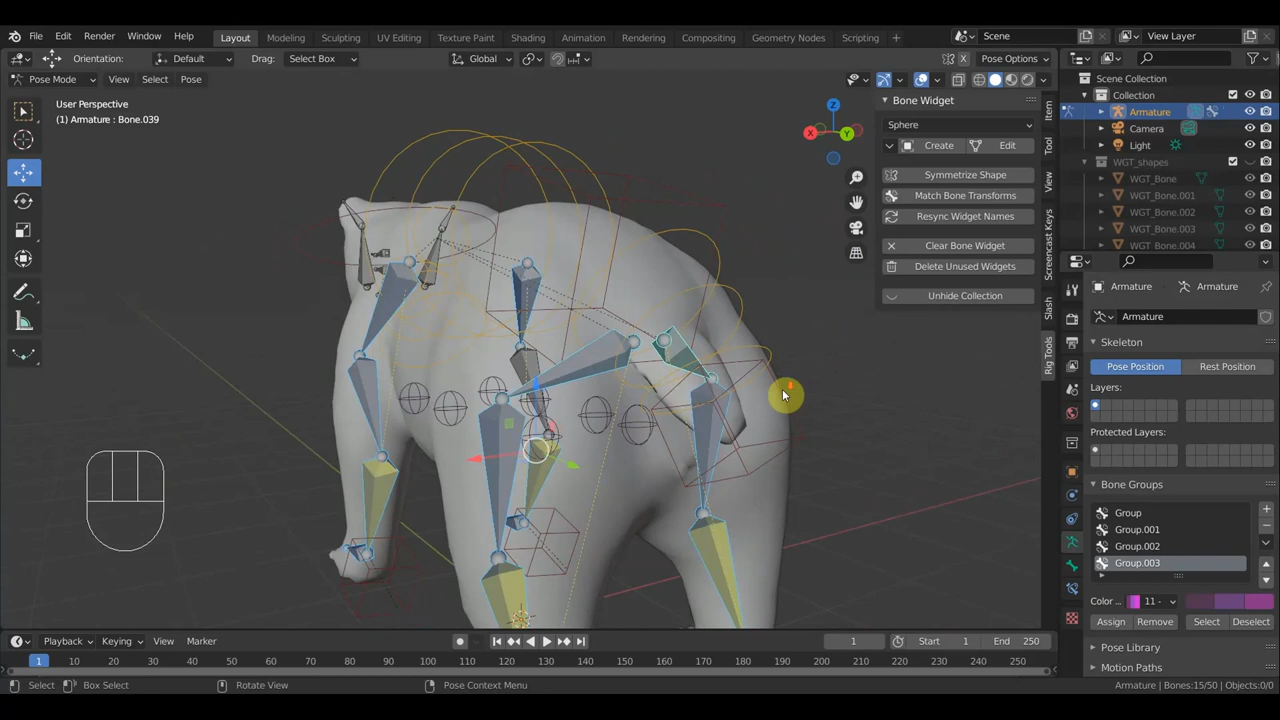 File Edit Render Window Help Layout Modeling Sculpting UV Editing Texture Paint Shading Animation Rendering Compositing Geometry Nodes Scripting + Scene View Layer
Orientation: Default Drag: Select Box Global X Pose Options
Pose Mode View Select Pose
User Perspective
(1) Armature : Bone.039
Z
X Y
Bone Widget
Sphere
Create Edit
Symmetrize Shape
Match Bone Transforms
Resync Widget Names
Clear Bone Widget
Delete Unused Widgets
Unhide Collection
Item
Tool
View
Screencast Keys
Slash
Rig Tools
Scene Collection
Collection
Armature
Camera
Light
WGT_shapes
WGT_Bone
WGT_Bone.001
WGT_Bone.002
WGT_Bone.003
WGT_Bone.004
Armature Armature
Armature
Skeleton
Pose Position Rest Position
Layers:
Protected Layers:
Bone Groups
Group
Group.001
Group.002
Group.003
Color ... 11 -
Assign Remove Select Deselect
Pose Library
Motion Paths
Playback Keying View Marker 1 Start 1 End 250
1 10 20 30 40 50 60 70 80 90 100 110 120 130 140 150 160 170 180 190 200 210 220 230 240 250
Select Box Select Rotate View Pose Context Menu Armature | Bones:15/50 | Objects:0/0